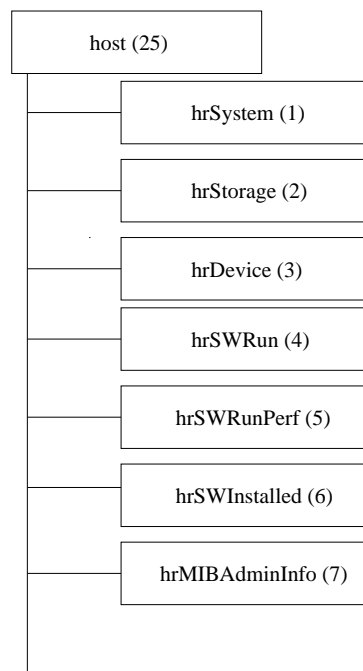 host (25)
hrSystem (1)
hrStorage (2)
hrDevice (3)
hrSWRun (4)
hrSWRunPerf (5)
hrSWInstalled (6)
hrMIBAdminInfo (7)